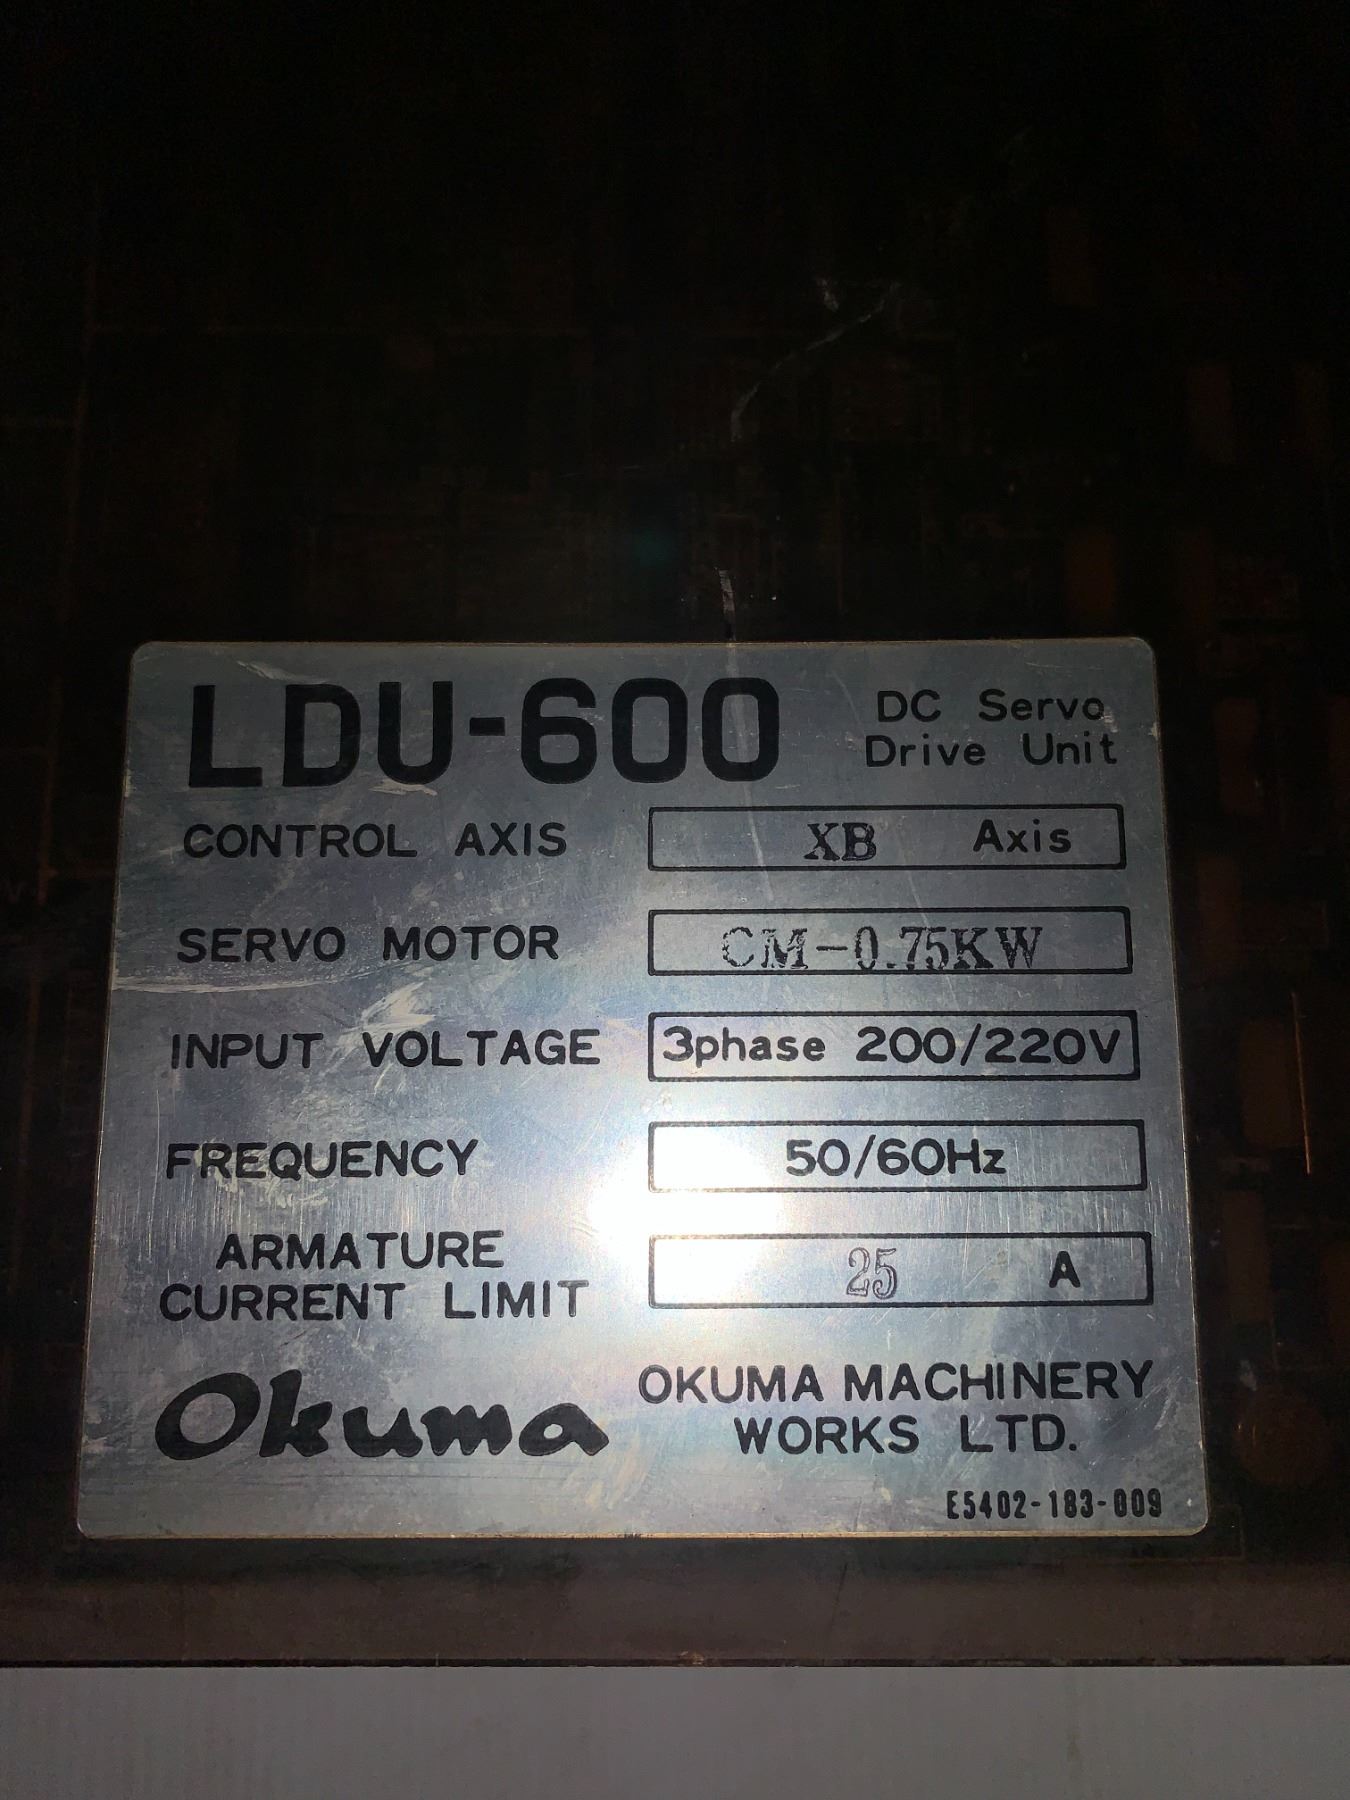 LDU-600 DC Servo
Drive Unit
CONTROL AXIS XB Axis
SERVO MOTOR CM-0.75KW
INPUT VOLTAGE 3phase 200/220V
FREQUENCY 50/60Hz
ARMATURE
CURRENT LIMIT 25 A
Okuma OKUMA MACHINERY
WORKS LTD.
E5402-183-009